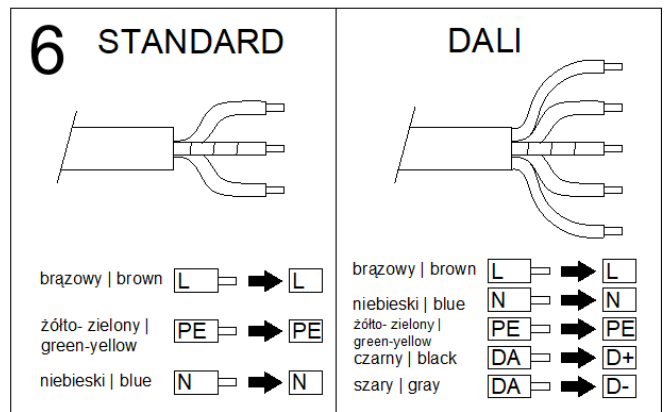 6 STANDARD
brązowy | brown L L
żółto- zielony |
green-yellow PE PE
niebieski | blue N N
DALI
brązowy | brown L L
niebieski | blue N N
żółto- zielony |
green-yellow PE PE
czarny | black DA D+
szary | gray DA D-